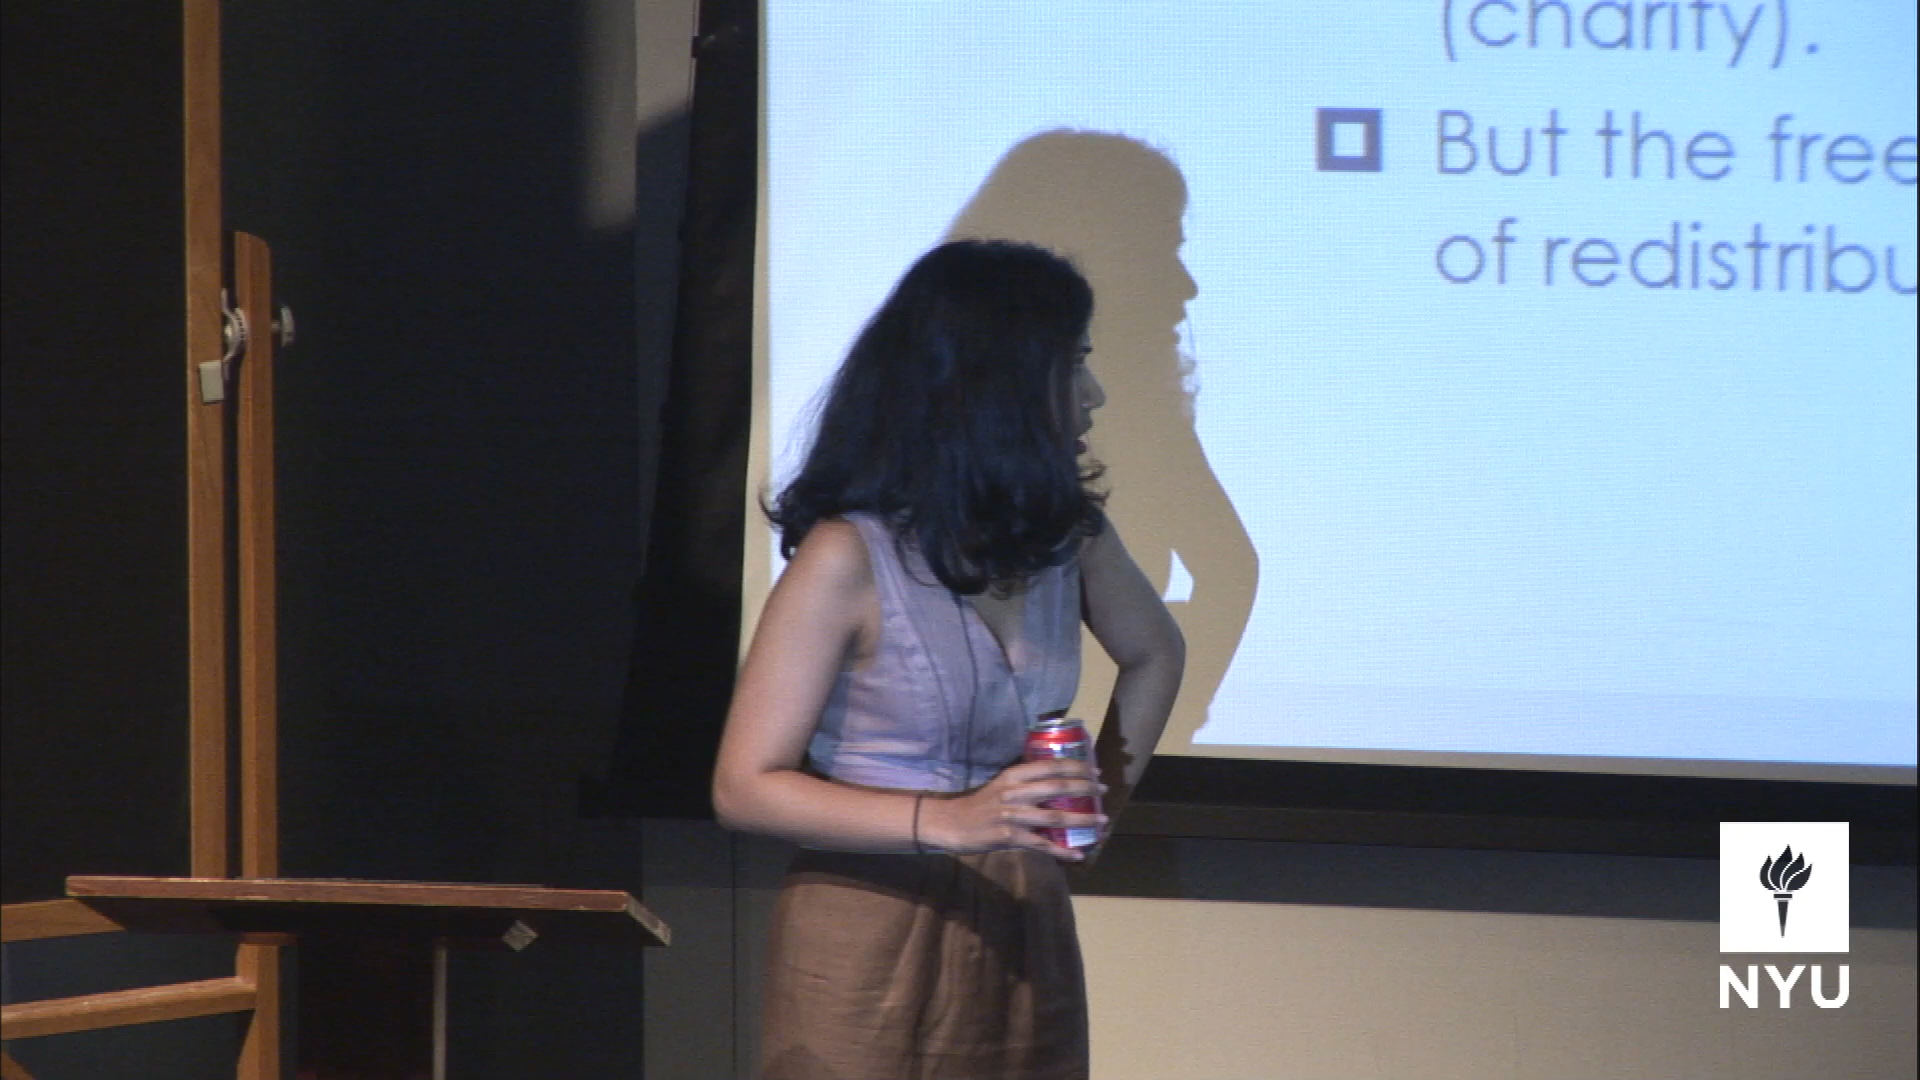 (charity).
But the free
of redistribu
NYU